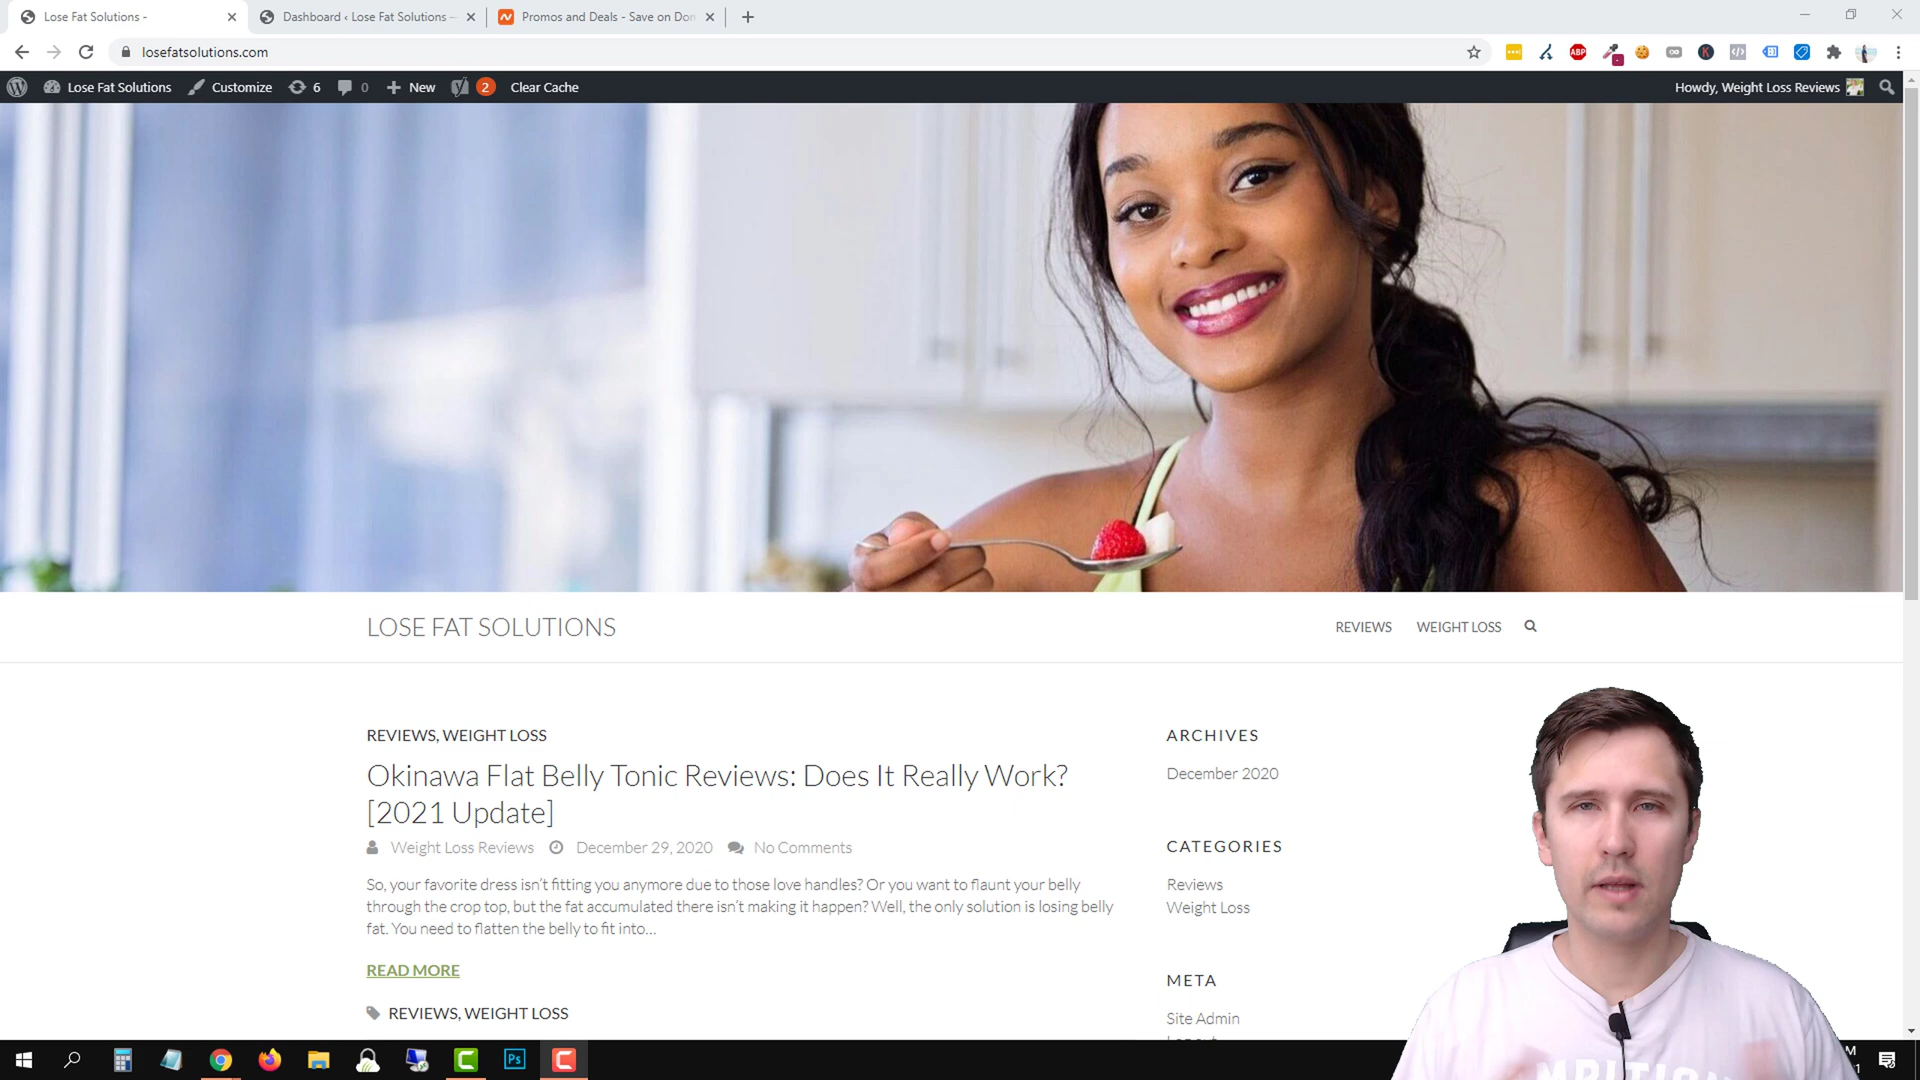 Lose Fat Solutions -
Dashboard ‹ Lose Fat Solutions —
Promos and Deals - Save on Dom
losefatsolutions.com
ABP
K
Lose Fat Solutions
Customize
6
0
New
2
Clear Cache
Howdy, Weight Loss Reviews
LOSE FAT SOLUTIONS
REVIEWS
WEIGHT LOSS
REVIEWS, WEIGHT LOSS
Okinawa Flat Belly Tonic Reviews: Does It Really Work?
[2021 Update]
Weight Loss Reviews
December 29, 2020
No Comments
So, your favorite dress isn’t fitting you anymore due to those love handles? Or you want to flaunt your belly
through the crop top, but the fat accumulated there isn’t making it happen? Well, the only solution is losing belly
fat. You need to flatten the belly to fit into…
READ MORE
REVIEWS, WEIGHT LOSS
ARCHIVES
December 2020
CATEGORIES
Reviews
Weight Loss
META
Site Admin
Ps